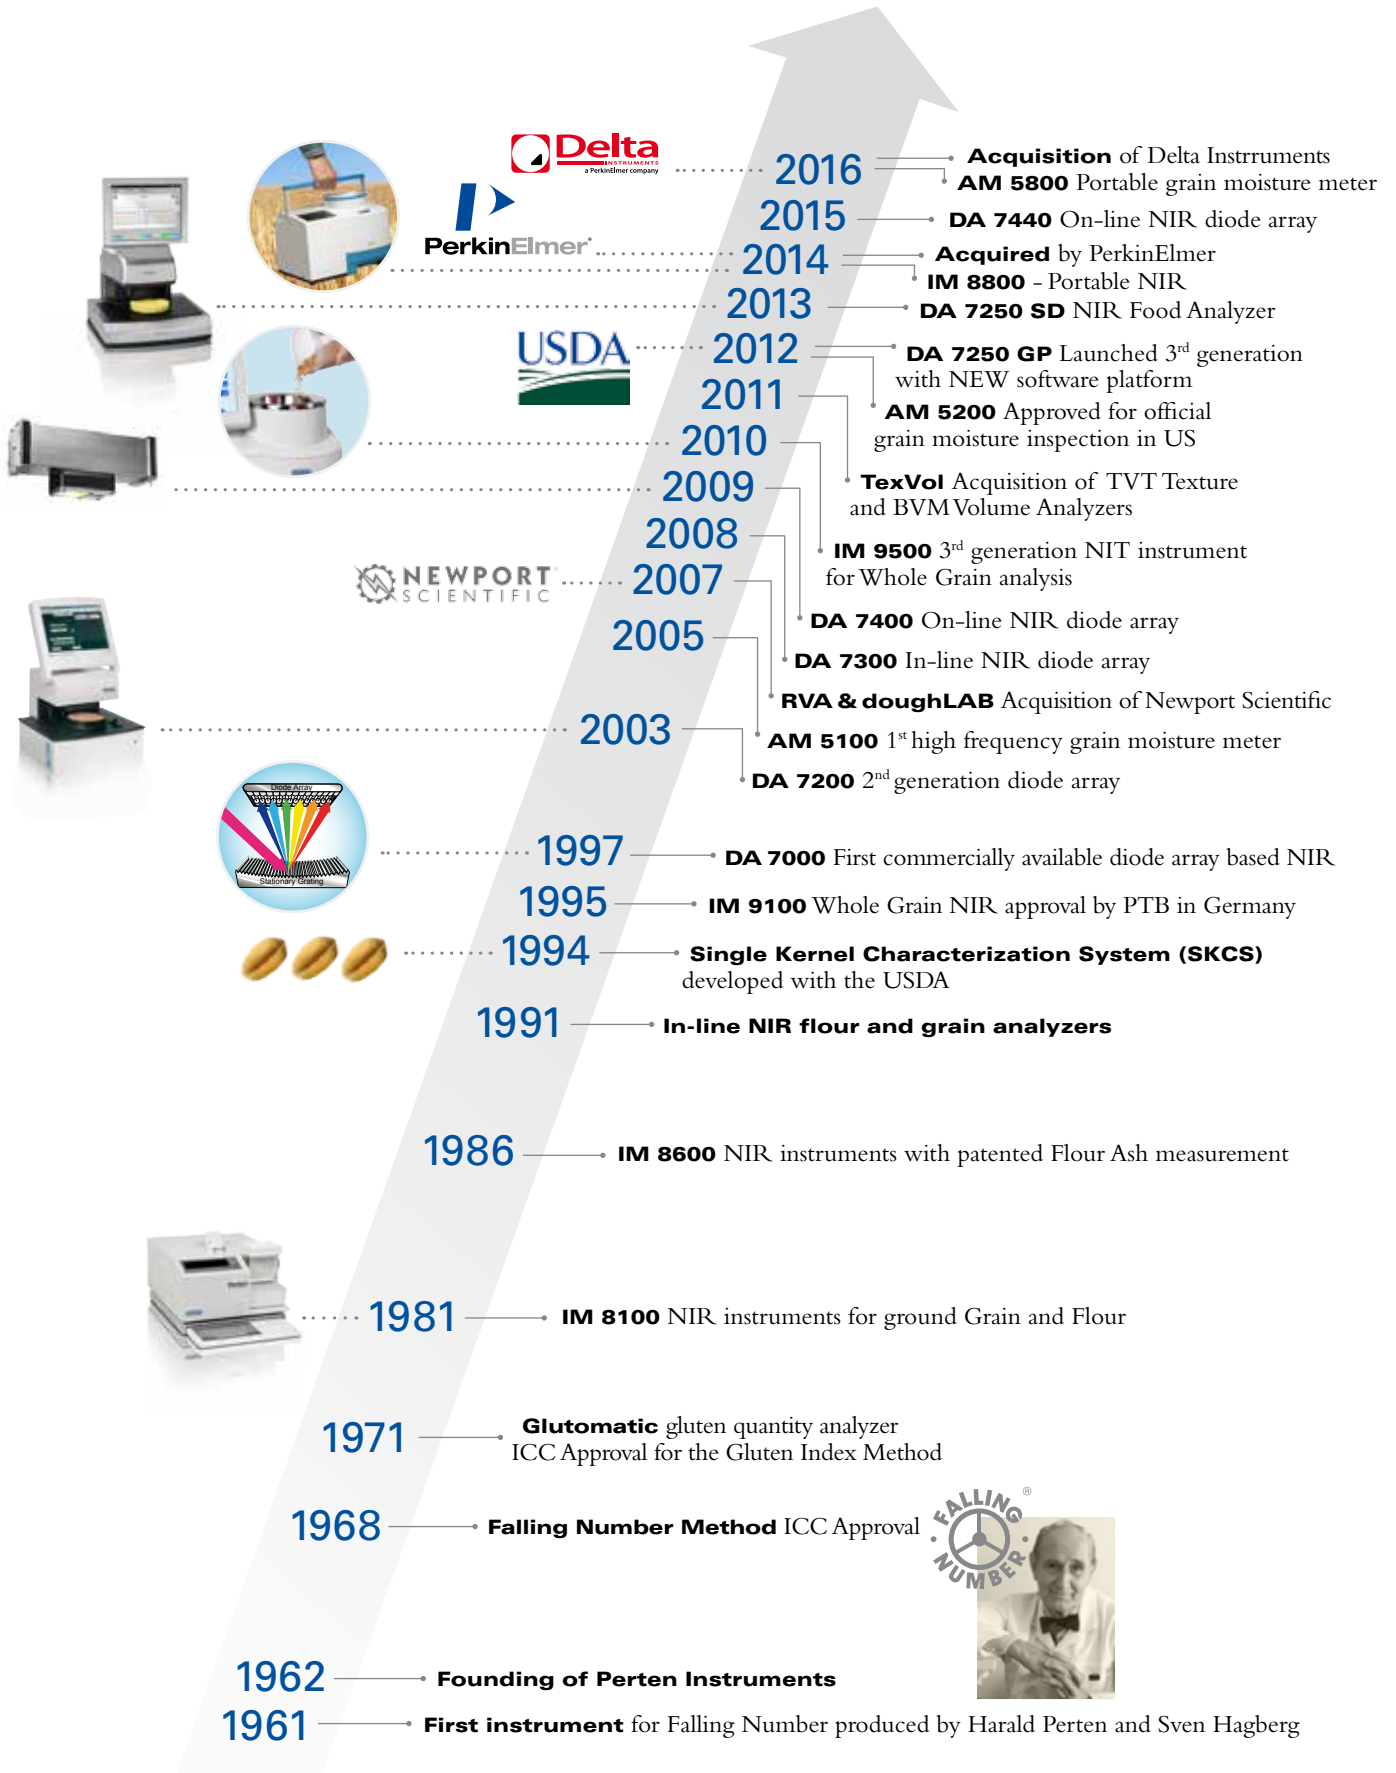 Delta
INSTRUMENTS
a PerkinElmer company
2016
Acquisition of Delta Instrruments
AM 5800 Portable grain moisture meter
2015
DA 7440 On-line NIR diode array
PerkinElmer
2014
Acquired by PerkinElmer
IM 8800 - Portable NIR
2013
DA 7250 SD NIR Food Analyzer
USDA
2012
DA 7250 GP Launched 3rd generation
with NEW software platform
AM 5200 Approved for official
grain moisture inspection in US
2011
TexVol Acquisition of TVT Texture
and BVM Volume Analyzers
2010
IM 9500 3rd generation NIT instrument
for Whole Grain analysis
2009
DA 7400 On-line NIR diode array
2008
DA 7300 In-line NIR diode array
NEWPORT
SCIENTIFIC
2007
RVA & doughLAB Acquisition of Newport Scientific
2005
AM 5100 1st high frequency grain moisture meter
2003
DA 7200 2nd generation diode array
Diode Array
Stationary Grating
1997
DA 7000 First commercially available diode array based NIR
1995
IM 9100 Whole Grain NIR approval by PTB in Germany
1994
Single Kernel Characterization System (SKCS)
developed with the USDA
1991
In-line NIR flour and grain analyzers
1986
IM 8600 NIR instruments with patented Flour Ash measurement
1981
IM 8100 NIR instruments for ground Grain and Flour
1971
Glutomatic gluten quantity analyzer
ICC Approval for the Gluten Index Method
1968
Falling Number Method ICC Approval
FALLING ®
NUMBER
1962
Founding of Perten Instruments
1961
First instrument for Falling Number produced by Harald Perten and Sven Hagberg